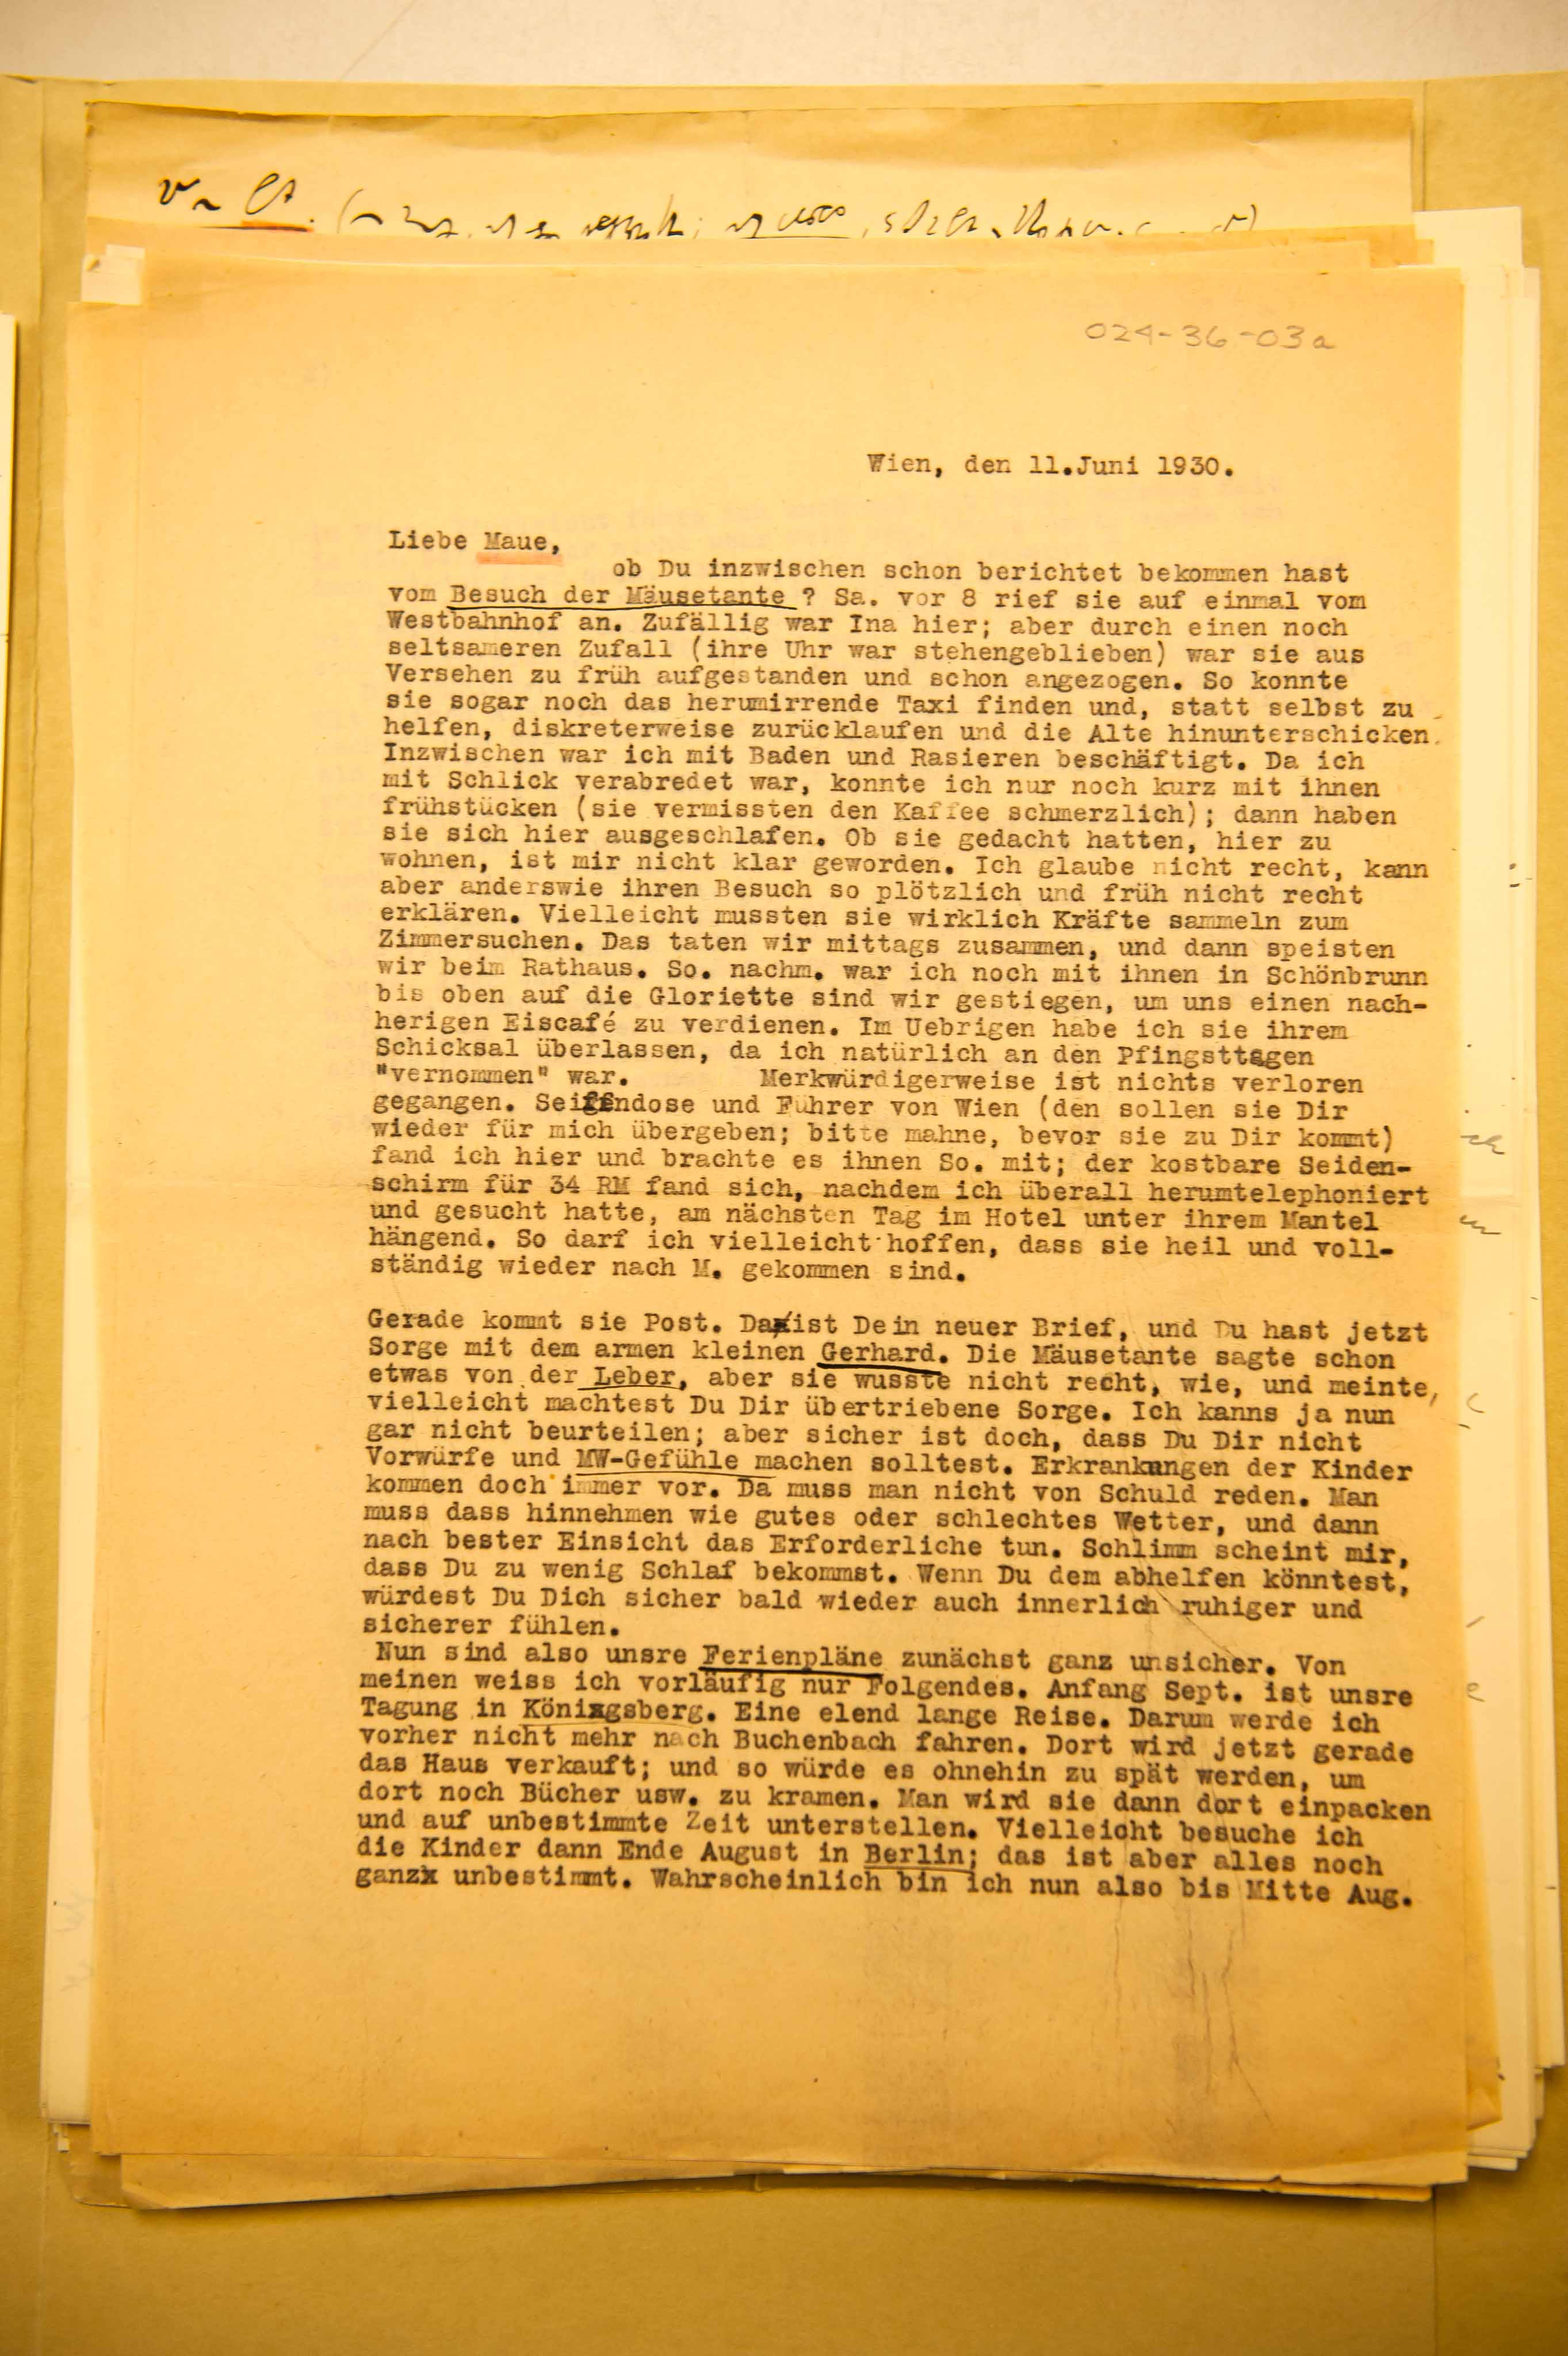 024-36-03a
Wien, den 11.Juni 1930.
Liebe Maue,
ob Du inzwischen schon berichtet bekommen hast
vom Besuch der Mäusetante ? Sa. vor 8 rief sie auf einmal vom
Westbahnhof an. Zufällig war Ina hier; aber durch einen noch
seltsameren Zufall (ihre Uhr war stehengeblieben) war sie aus
Versehen zu früh aufgestanden und schon angezogen. So konnte
sie sogar noch das herumirrende Taxi finden und, statt selbst zu
helfen, diskreterweise zurücklaufen und die Alte hinunterschicken.
Inzwischen war ich mit Baden und Rasieren beschäftigt. Da ich
mit Schlick verabredet war, konnte ich nur noch kurz mit ihnen
frühstücken (sie vermissten den Kaffee schmerzlich); dann haben
sie sich hier ausgeschlafen. Ob sie gedacht hatten, hier zu
wohnen, ist mir nicht klar geworden. Ich glaube nicht recht, kann
aber anderswie ihren Besuch so plötzlich und früh nicht recht
erklären. Vielleicht mussten sie wirklich Kräfte sammeln zum
Zimmersuchen. Das taten wir mittags zusammen, und dann speisten
wir beim Rathaus. So. nachm. war ich noch mit ihnen in Schönbrunn
bis oben auf die Gloriette sind wir gestiegen, um uns einen nach-
herigen Eiscafé zu verdienen. Im Uebrigen habe ich sie ihrem
Schicksal überlassen, da ich natürlich an den Pfingsttagen
"vernommen" war. Merkwürdigerweise ist nichts verloren
gegangen. Seifendose und Führer von Wien (den sollen sie Dir
wieder für mich übergeben; bitte mahne, bevor sie zu Dir kommt)
fand ich hier und brachte es ihnen So. mit; der kostbare Seiden-
schirm für 34 RM fand sich, nachdem ich überall herumtelephoniert
und gesucht hatte, am nächsten Tag im Hotel unter ihrem Mantel
hängend. So darf ich vielleicht hoffen, dass sie heil und voll-
ständig wieder nach M. gekommen sind.
Gerade kommt sie Post. Da ist Dein neuer Brief, und Du hast jetzt
Sorge mit dem armen kleinen Gerhard. Die Mäusetante sagte schon
etwas von der Leber, aber sie wusste nicht recht, wie, und meinte,
vielleicht machtest Du Dir übertriebene Sorge. Ich kanns ja nun
gar nicht beurteilen; aber sicher ist doch, dass Du Dir nicht
Vorwürfe und MW-Gefühle machen solltest. Erkrankungen der Kinder
kommen doch immer vor. Da muss man nicht von Schuld reden. Man
muss dass hinnehmen wie gutes oder schlechtes Wetter, und dann
nach bester Einsicht das Erforderliche tun. Schlimm scheint mir,
dass Du zu wenig Schlaf bekommst. Wenn Du dem abhelfen könntest,
würdest Du Dich sicher bald wieder auch innerlich ruhiger und
sicherer fühlen.
Nun sind also unsre Ferienpläne zunächst ganz unsicher. Von
meinen weiss ich vorläufig nur Folgendes. Anfang Sept. ist unsre
Tagung in Könixgsberg. Eine elend lange Reise. Darum werde ich
vorher nicht mehr nach Buchenbach fahren. Dort wird jetzt gerade
das Haus verkauft; und so würde es ohnehin zu spät werden, um
dort noch Bücher usw. zu kramen. Man wird sie dann dort einpacken
und auf unbestimmte Zeit unterstellen. Vielleicht besuche ich
die Kinder dann Ende August in Berlin; das ist aber alles noch
ganzx unbestimmt. Wahrscheinlich bin ich nun also bis Mitte Aug.